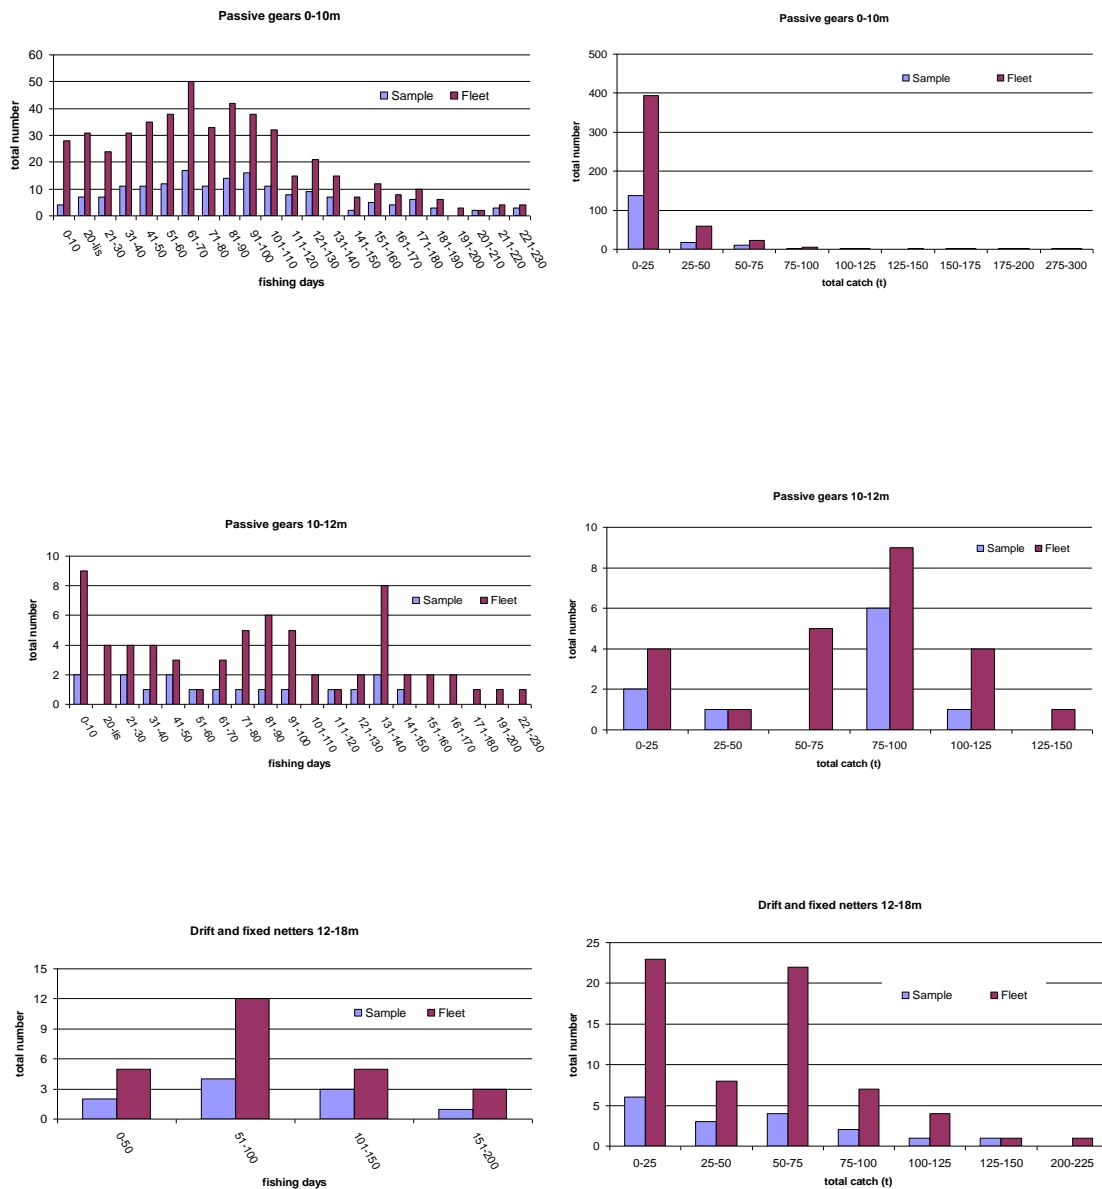 Passive gears 0-10m
60
50
40
30
20
10
0
total number
Sample
Fleet
0-10
20-lis
21-30
31-40
41-50
51-60
61-70
71-80
81-90
91-100
101-110
111-120
121-130
131-140
141-150
151-160
161-170
171-180
181-190
191-200
201-210
211-220
221-230
fishing days
Passive gears 0-10m
500
400
300
200
100
0
total number
Sample
Fleet
0-25 25-50 50-75 75-100 100-125 125-150 150-175 175-200 275-300
total catch (t)
Passive gears 10-12m
10
8
6
4
2
0
total number
Sample
Fleet
0-10
20-lis
21-30
31-40
41-50
51-60
61-70
71-80
81-90
91-100
101-110
111-120
121-130
131-140
141-150
151-160
161-170
171-180
191-200
221-230
fishing days
Passive gears 10-12m
10
8
6
4
2
0
total number
Sample
Fleet
0-25 25-50 50-75 75-100 100-125 125-150
total catch (t)
Drift and fixed netters 12-18m
15
12
9
6
3
0
total number
Sample
Fleet
0-50
51-100
101-150
151-200
fishing days
Drift and fixed netters 12-18m
25
20
15
10
5
0
total number
Sample
Fleet
0-25 25-50 50-75 75-100 100-125 125-150 200-225
total catch (t)